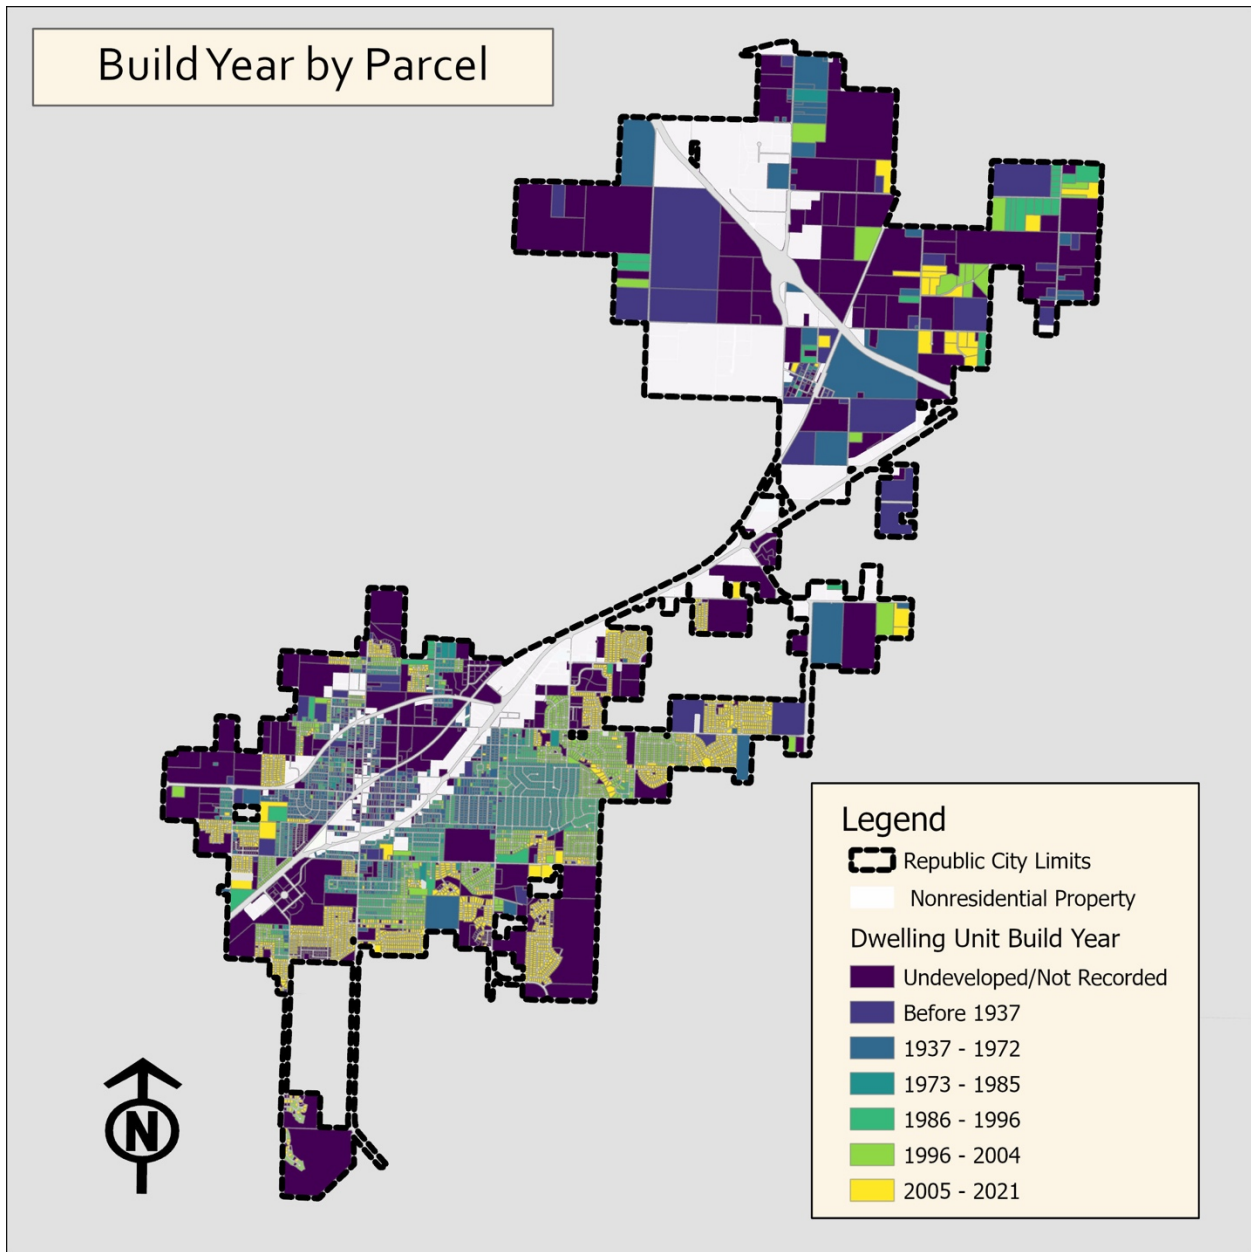 Build Year by Parcel
Legend
Republic City Limits
Nonresidential Property
Dwelling Unit Build Year
Undeveloped/Not Recorded
Before 1937
1937 - 1972
1973 - 1985
1986 - 1996
1996 - 2004
2005 - 2021
N